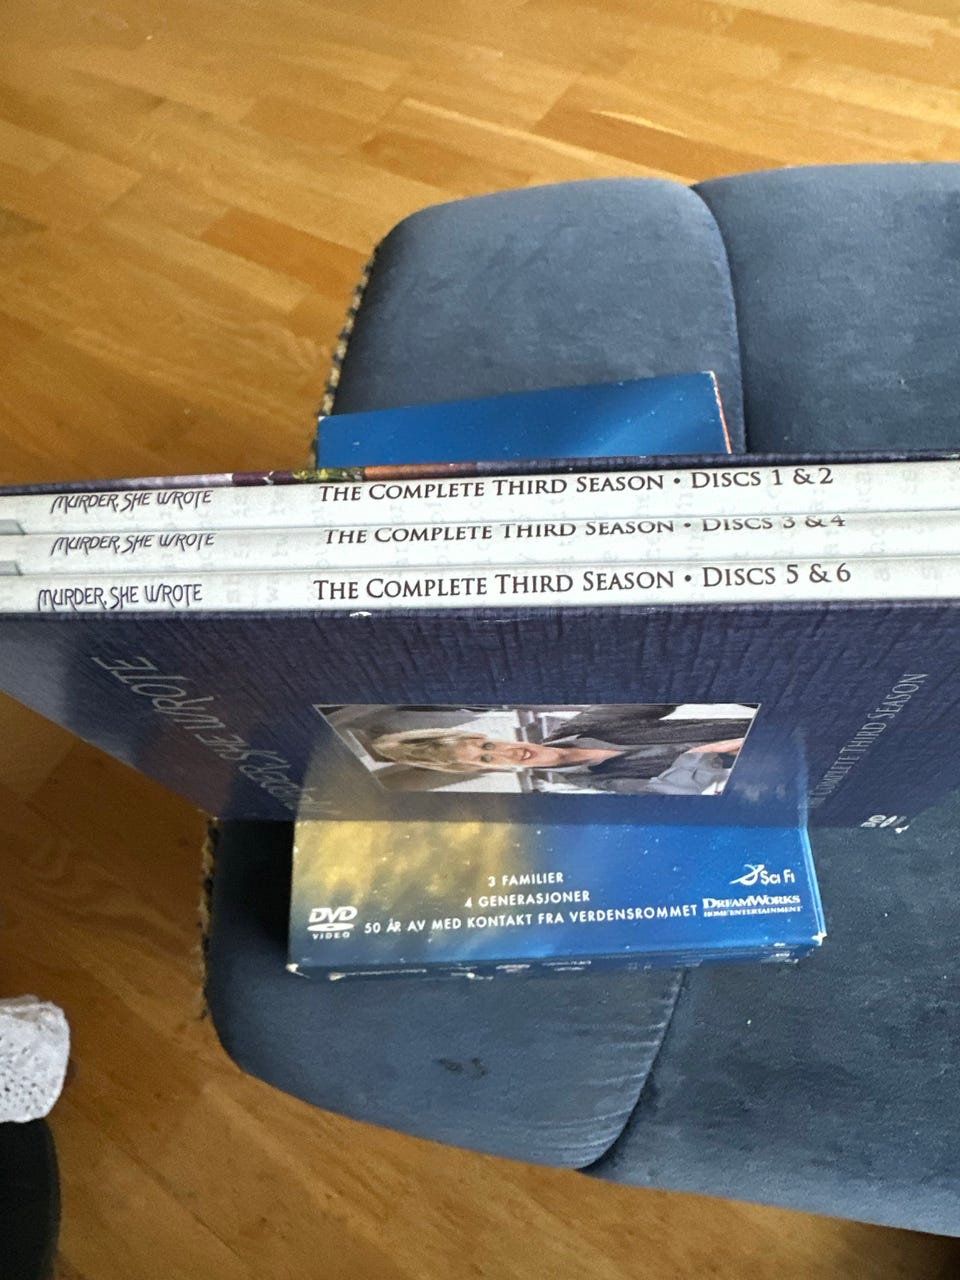 MURDER, SHE WROTE THE COMPLETE THIRD SEASON • DISCS 1 & 2
MURDER, SHE WROTE THE COMPLETE THIRD SEASON • DISCS 3 & 4
MURDER, SHE WROTE THE COMPLETE THIRD SEASON • DISCS 5 & 6
SHE WROTE
COMPLETE THIRD SEASON
3 FAMILIER
4 GENERASJONER
50 ÅR AV MED KONTAKT FRA VERDENSROMMET
DVD
VIDEO
SCI FI
DREAMWORKS
HOME ENTERTAINMENT